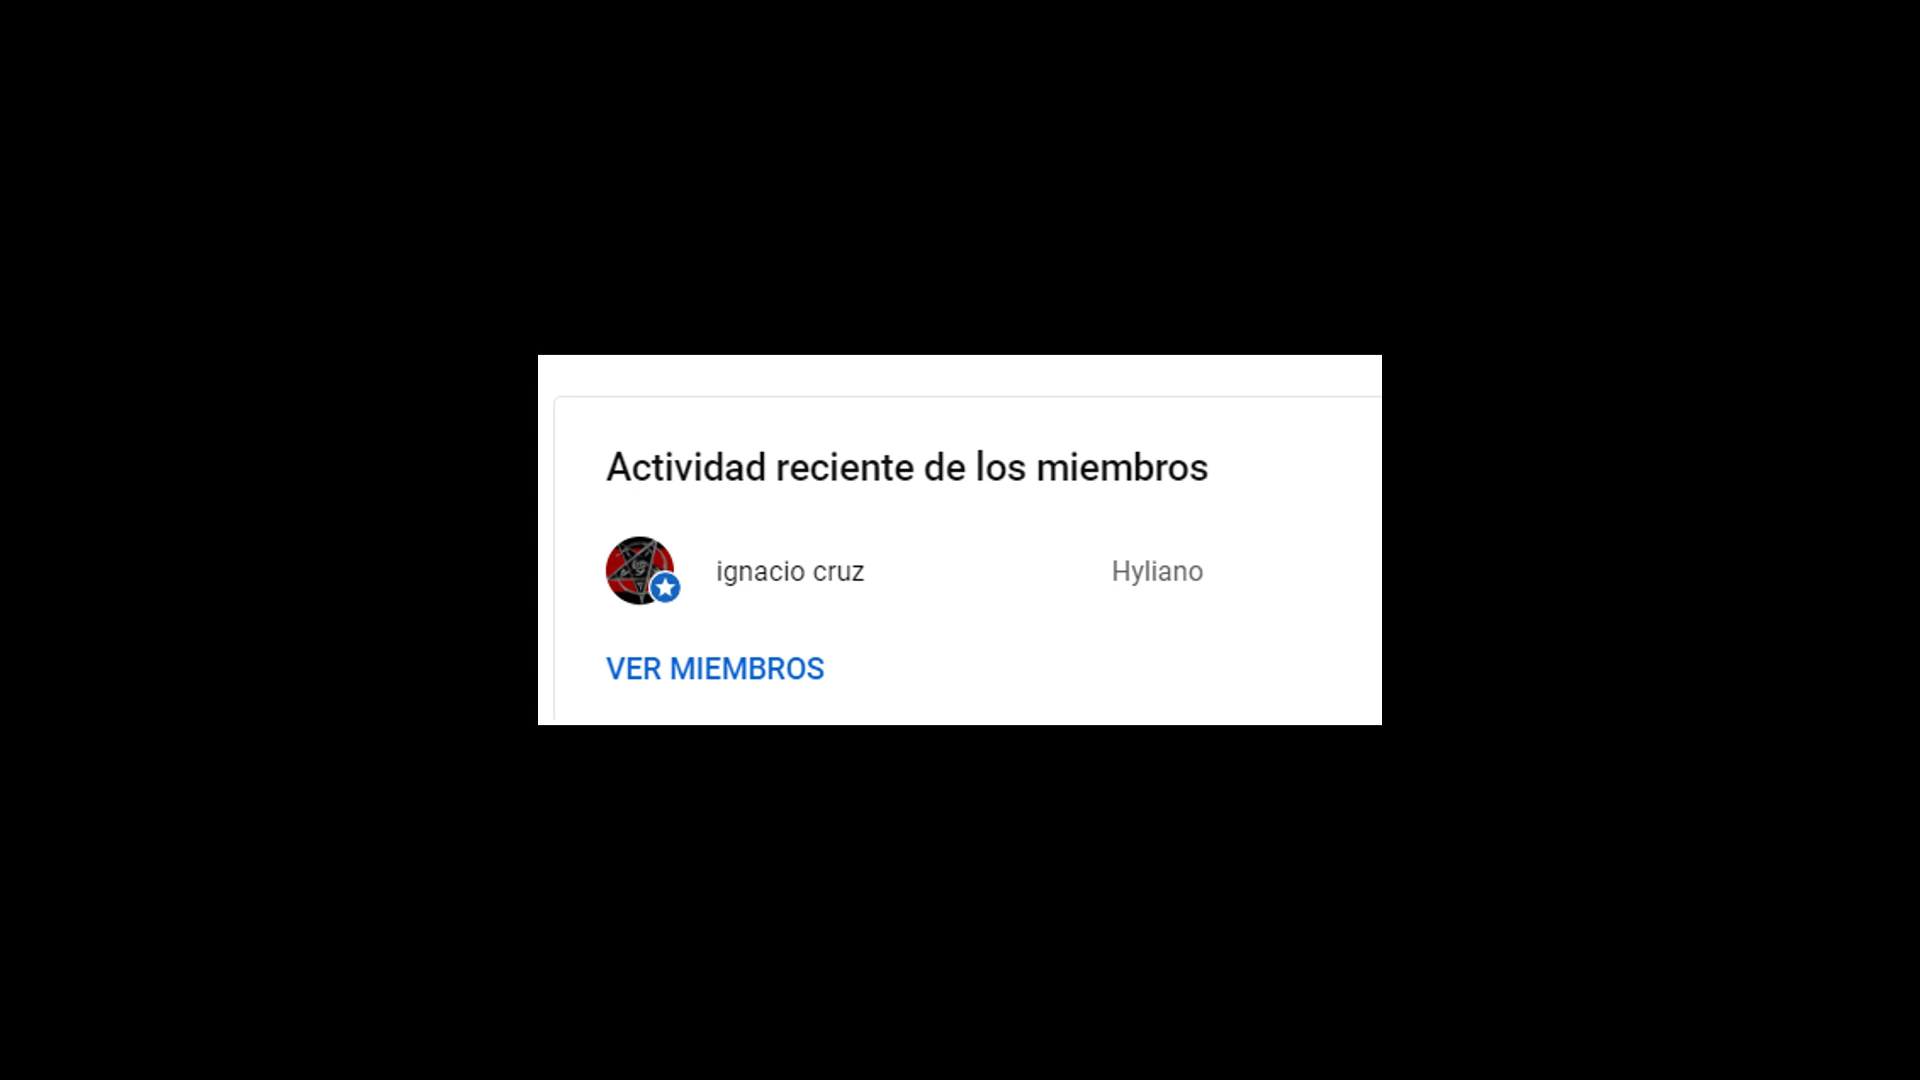 Actividad reciente de los miembros
ignacio cruz Hyliano
VER MIEMBROS